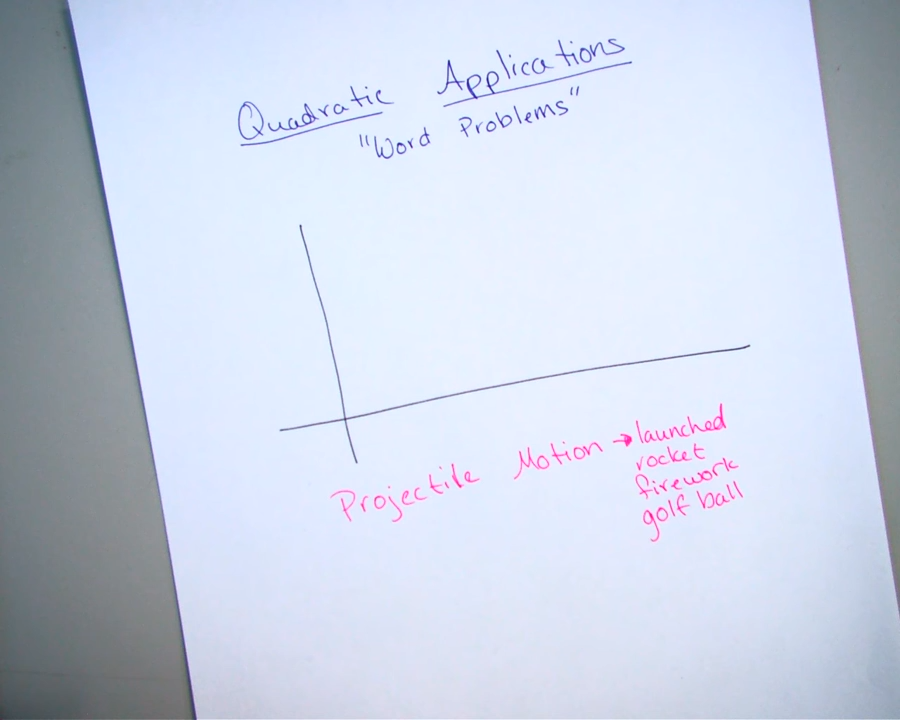 Quadratic Applications
"Word Problems"
Projectile Motion → launched
rocket
firework
golf ball